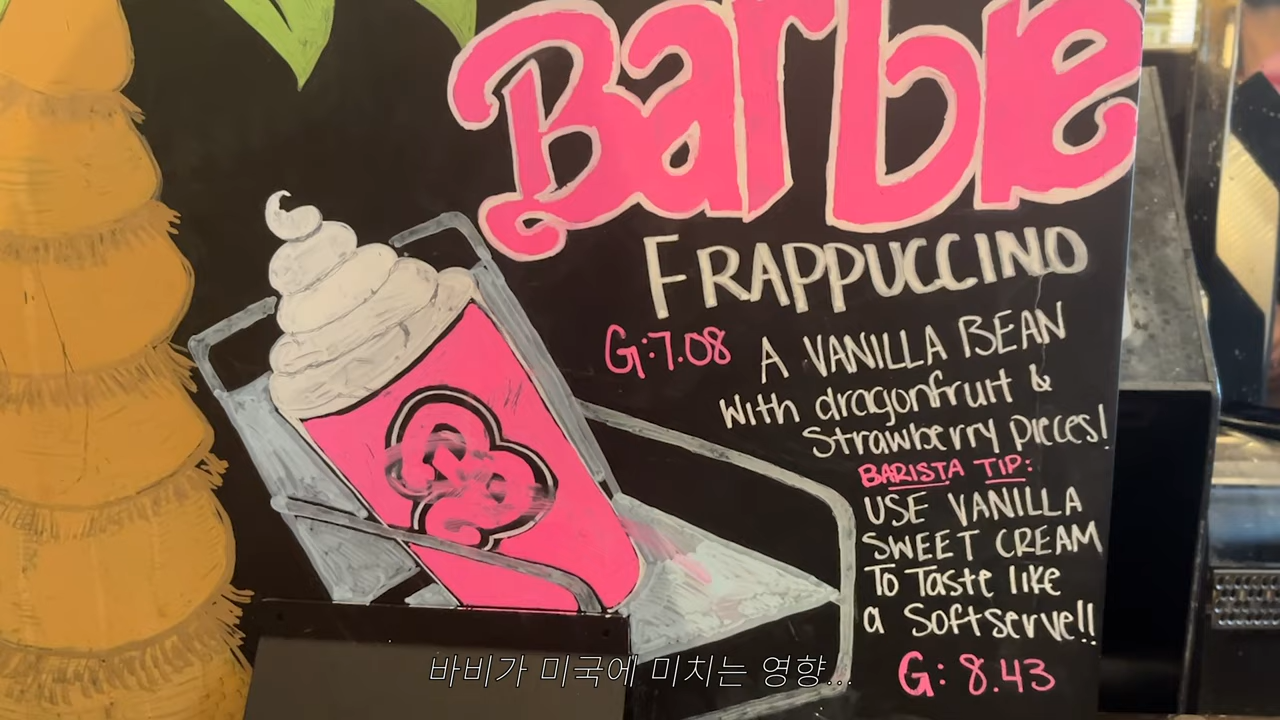 Barbie
FRAPPUCCINO
G:7.08
A VANILLA BEAN
With dragonfruit &
Strawberry pieces!
BARISTA TIP:
USE VANILLA
SWEET CREAM
To Taste like
a Softserve!!
G: 8.43
바비가 미국에 미치는 영향...